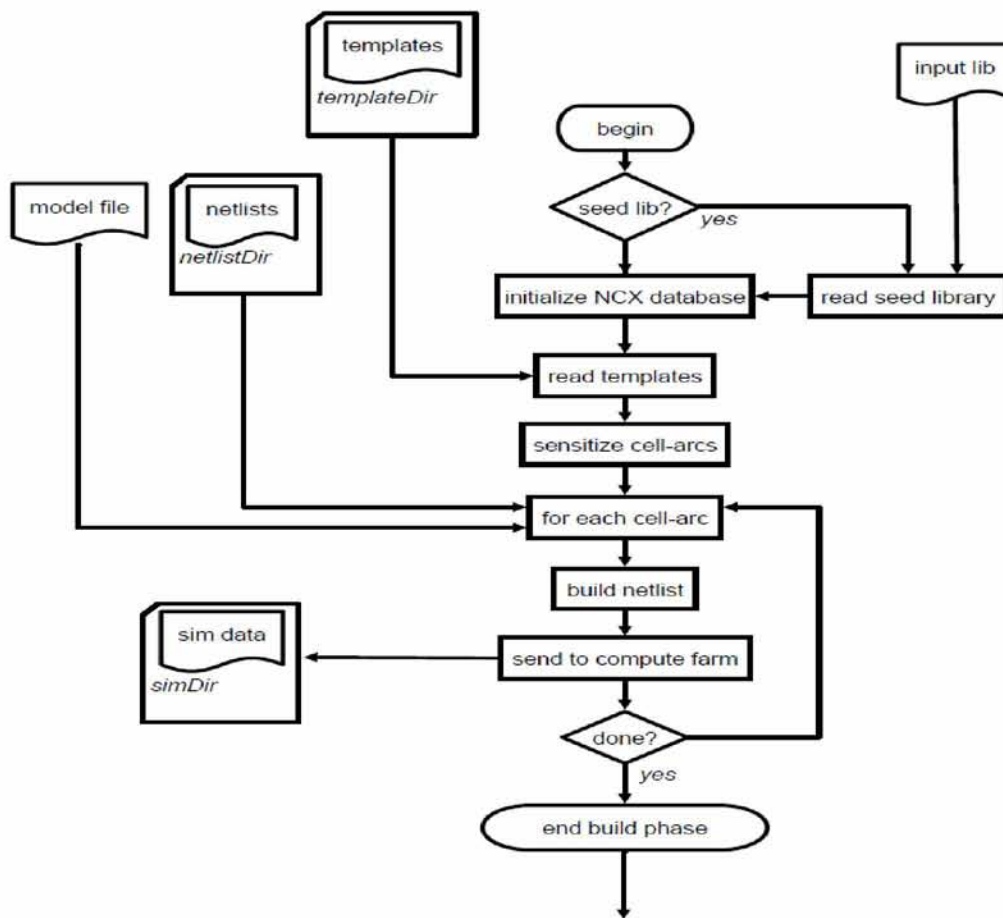 templates
templateDir
input lib
begin
model file
netlists
netlistDir
seed lib?
yes
initialize NCX database
read seed library
read templates
sensitize cell-arcs
for each cell-arc
build netlist
sim data
simDir
send to compute farm
done?
yes
end build phase